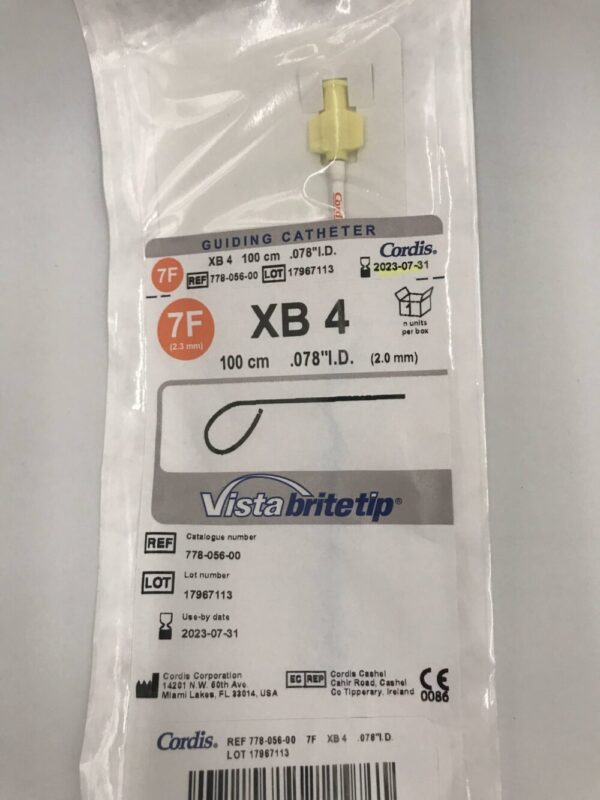 Cordis
GUIDING CATHETER
XB 4 100 cm .078"I.D. Cordis.
7F REF 778-056-00 LOT 17967113 2023-07-31
7F
(2.3 mm)
XB 4
n units
per box
100 cm .078"I.D. (2.0 mm)
Vista britetip®
REF Catalogue number
778-056-00
LOT Lot number
17967113
Use-by date
2023-07-31
Cordis Corporation
14201 N.W. 60th Ave
Miami Lakes, FL 33014, USA
EC REP Cordis Cashel
Cahir Road, Cashel
Co Tipperary, Ireland
CE
0086
Cordis. REF 778-056-00 7F XB 4 .078"I.D.
LOT 17967113